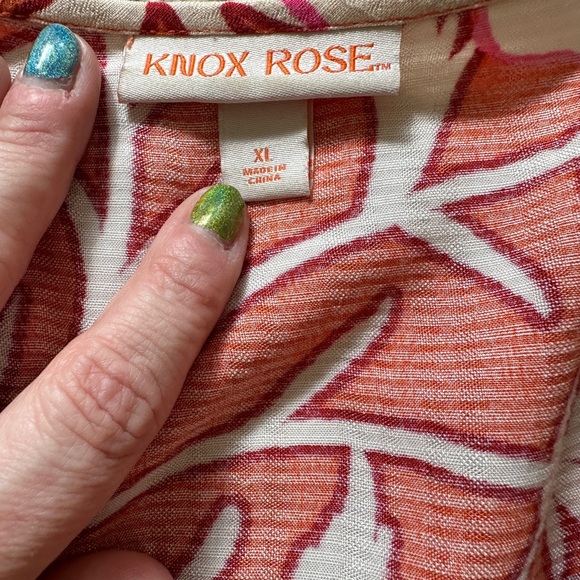 KNOX ROSE™
XL
MADE IN
CHINA